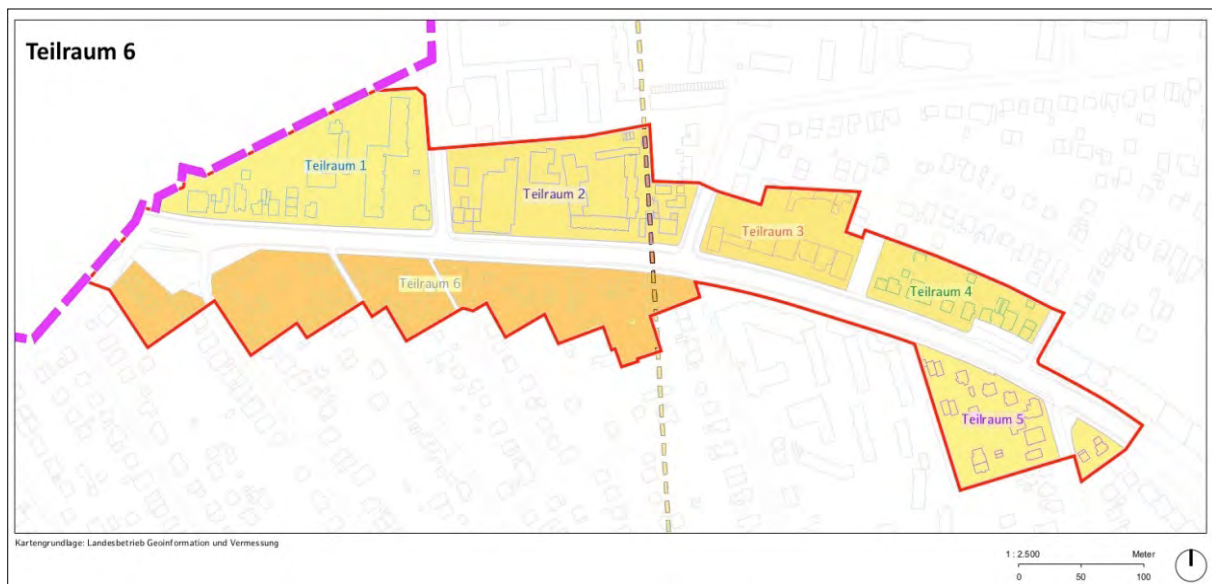 Teilraum 6
Teilraum 1
Teilraum 2
Teilraum 3
Teilraum 6
Teilraum 4
Teilraum 5
Kartengrundlage: Landesbetrieb Geoinformation und Vermessung
1 : 2.500 Meter
0 50 100